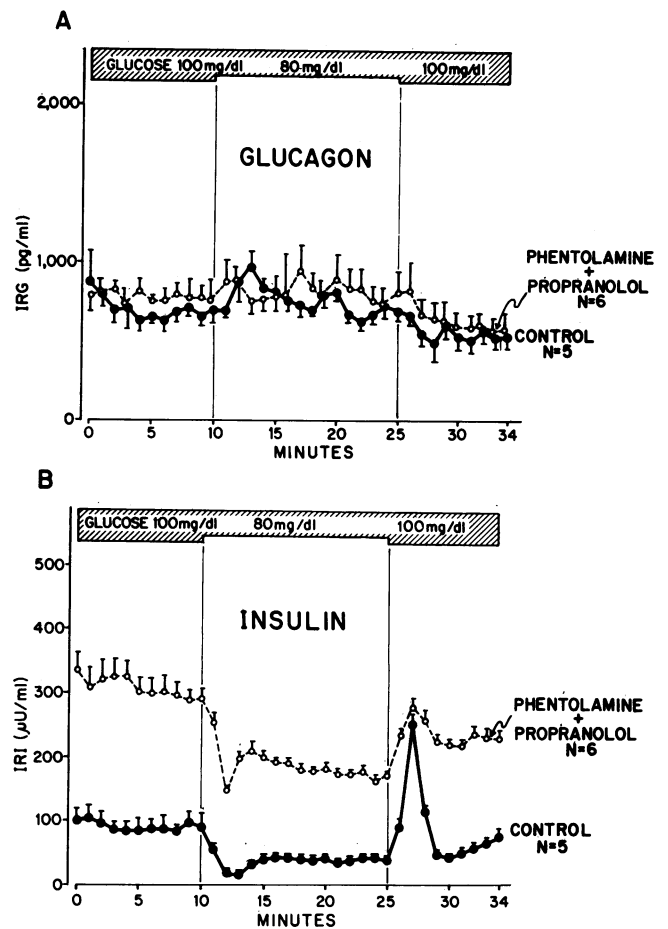 A
GLUCOSE 100mg/dl 80mg/dl 100mg/dl
2,000
GLUCAGON
1,000
IRG (pg/ml)
PHENTOLAMINE
+
PROPRANOLOL
N=6
CONTROL
N=5
0
0 5 10 15 20 25 30 34
MINUTES
B
GLUCOSE 100mg/dl 80mg/dl 100mg/dl
500
400
INSULIN
300
IRI (μU/ml)
PHENTOLAMINE
+
PROPRANOLOL
N=6
200
100
CONTROL
N=5
0
0 5 10 15 20 25 30 34
MINUTES